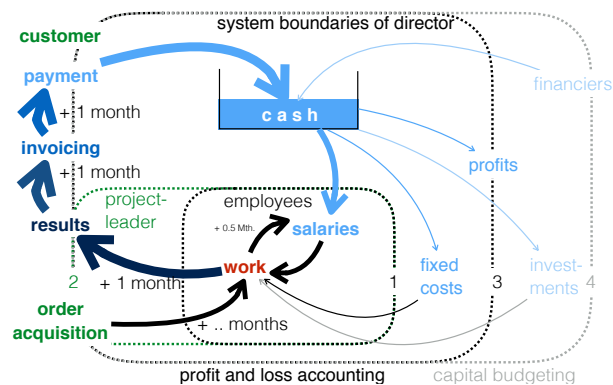 system boundaries of director
customer
payment
financiers
cash
+ 1 month
invoicing
profits
+ 1 month
project-
leader
employees
results
+ 0.5 Mth.
salaries
work
fixed
costs
invest-
ments
2
+ 1 month
1
3
4
order
acquisition
+ .. months
profit and loss accounting
capital budgeting